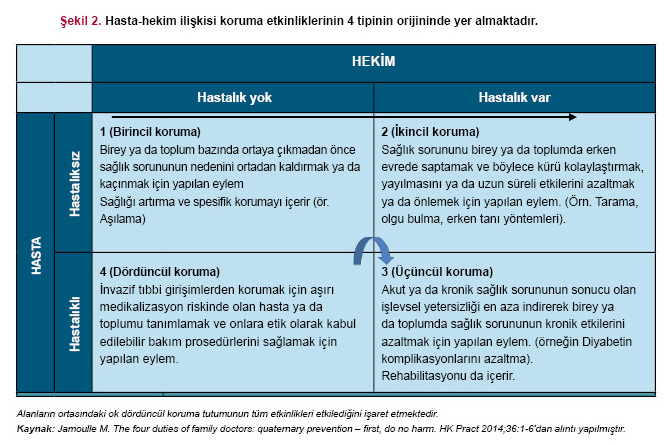 Şekil 2. Hasta-hekim ilişkisi koruma etkinliklerinin 4 tipinin orijininde yer almaktadır.
HEKİM
Hastalık yok
Hastalık var
HASTA
Hastalıksız
1 (Birincil koruma)
Birey ya da toplum bazında ortaya çıkmadan önce
sağlık sorununun nedenini ortadan kaldırmak ya da
kaçınmak için yapılan eylem
Sağlığı artırma ve spesifik korumayı içerir (ör.
Aşılama)
2 (İkincil koruma)
Sağlık sorununu birey ya da toplumda erken
evrede saptamak ve böylece kürü kolaylaştırmak,
yayılmasını ya da uzun süreli etkilerini azaltmak
ya da önlemek için yapılan eylem. (Örn. Tarama,
olgu bulma, erken tanı yöntemleri).
Hastalıklı
4 (Dördüncül koruma)
İnvazif tıbbi girişimlerden korumak için aşırı
medikalizasyon riskinde olan hasta ya da
toplumu tanımlamak ve onlara etik olarak kabul
edilebilir bakım prosedürlerini sağlamak için
yapılan eylem.
3 (Üçüncül koruma)
Akut ya da kronik sağlık sorununun sonucu olan
işlevsel yetersizliği en aza indirerek birey ya
da toplumda sağlık sorununun kronik etkilerini
azaltmak için yapılan eylem. (örneğin Diyabetin
komplikasyonlarını azaltma).
Rehabilitasyonu da içerir.
Alanların ortasındaki ok dördüncül koruma tutumunun tüm etkinlikleri etkilediğini işaret etmektedir.
Kaynak: Jamoulle M. The four duties of family doctors: quaternary prevention – first, do no harm. HK Pract 2014;36:1-6'dan alıntı yapılmıştır.